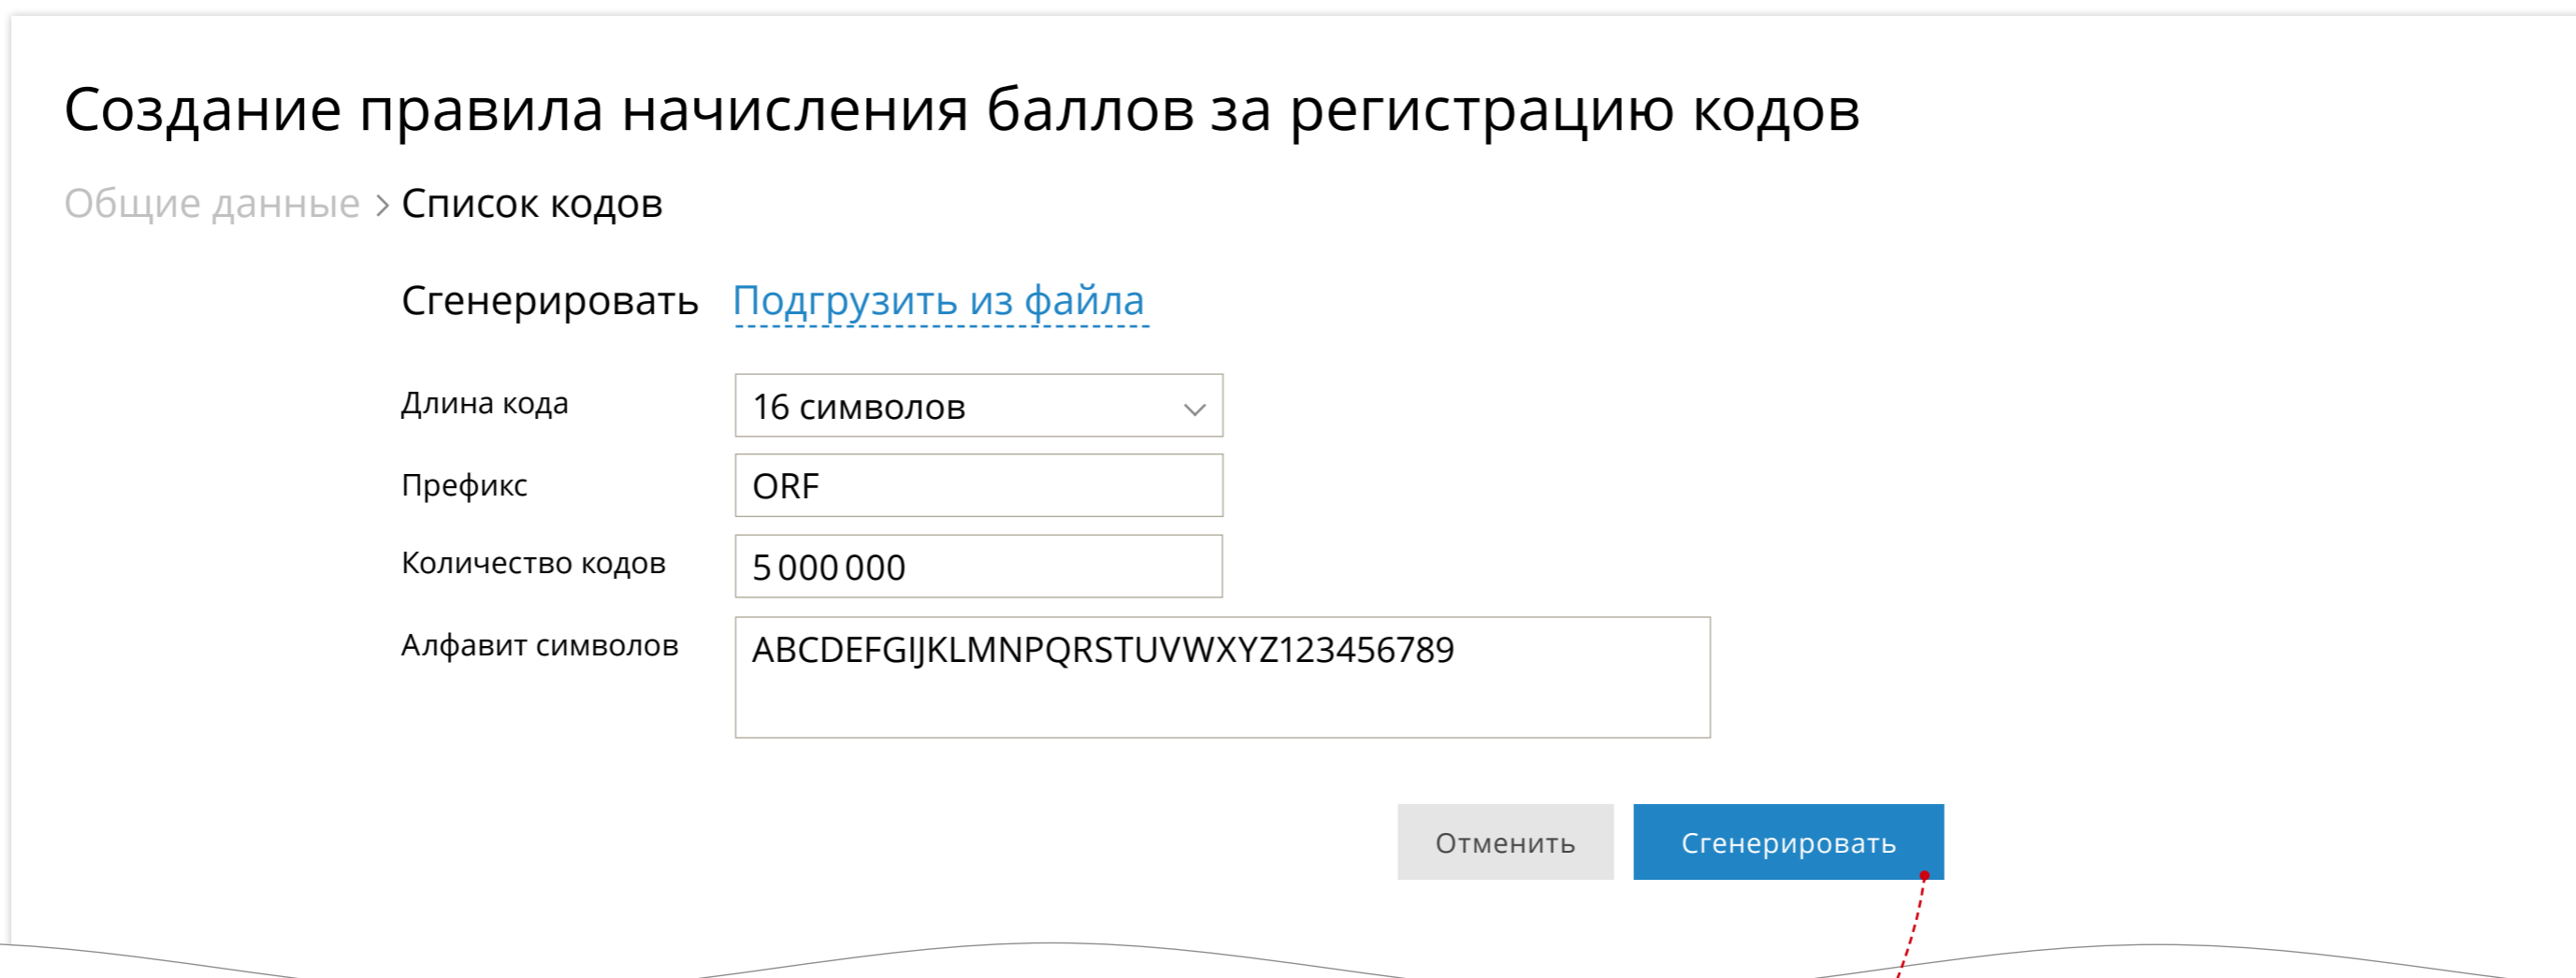 Создание правила начисления баллов за регистрацию кодов
Общие данные > Список кодов
Сгенерировать Подгрузить из файла
Длина кода 16 символов
Префикс ORF
Количество кодов 5 000 000
Алфавит символов ABCDEFGIJKLMNPQRSTUVWXYZ123456789
Отменить Сгенерировать